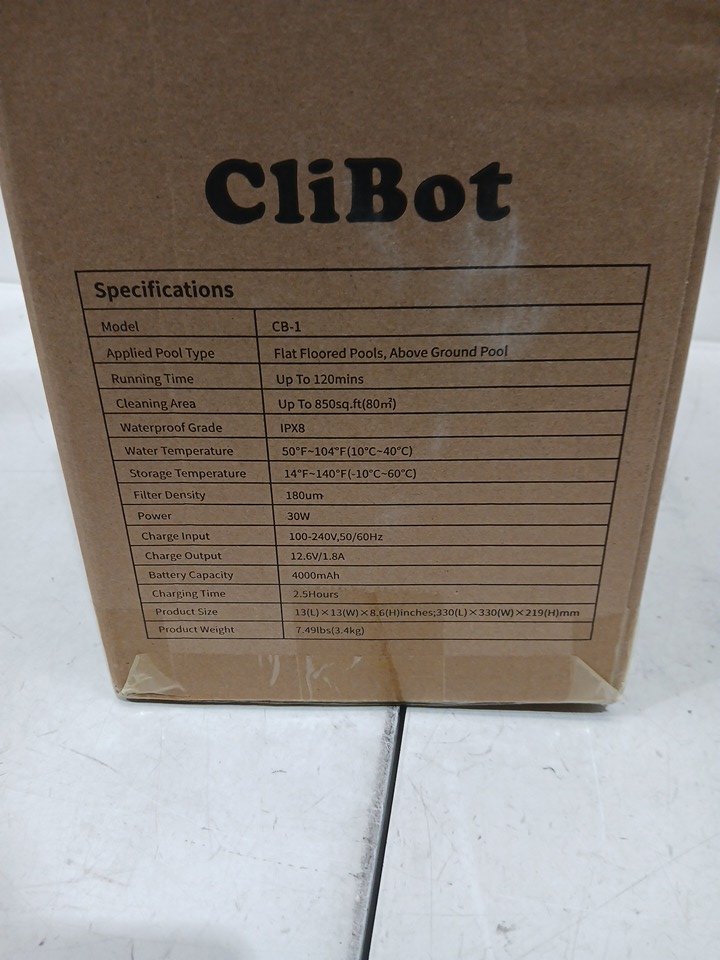 CliBot
Specifications
Model CB-1
Applied Pool Type Flat Floored Pools, Above Ground Pool
Running Time Up To 120mins
Cleaning Area Up To 850sq.ft(80㎡)
Waterproof Grade IPX8
Water Temperature 50°F~104°F(10°C~40°C)
Storage Temperature 14°F~140°F(-10°C~60°C)
Filter Density 180um
Power 30W
Charge Input 100-240V,50/60Hz
Charge Output 12.6V/1.8A
Battery Capacity 4000mAh
Charging Time 2.5Hours
Product Size 13(L)×13(W)×8.6(H)inches;330(L)×330(W)×219(H)mm
Product Weight 7.49lbs(3.4kg)